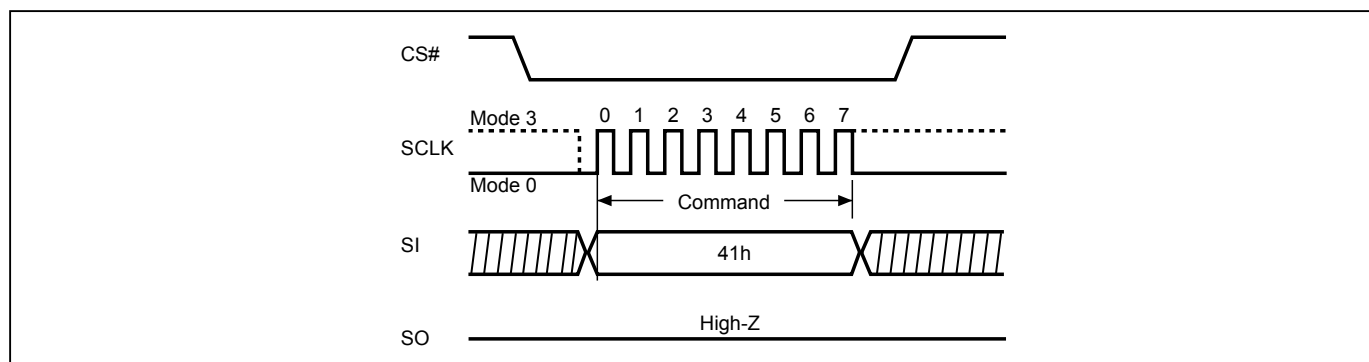 CS#
Mode 3
0 1 2 3 4 5 6 7
SCLK
Mode 0
Command
SI
41h
High-Z
SO